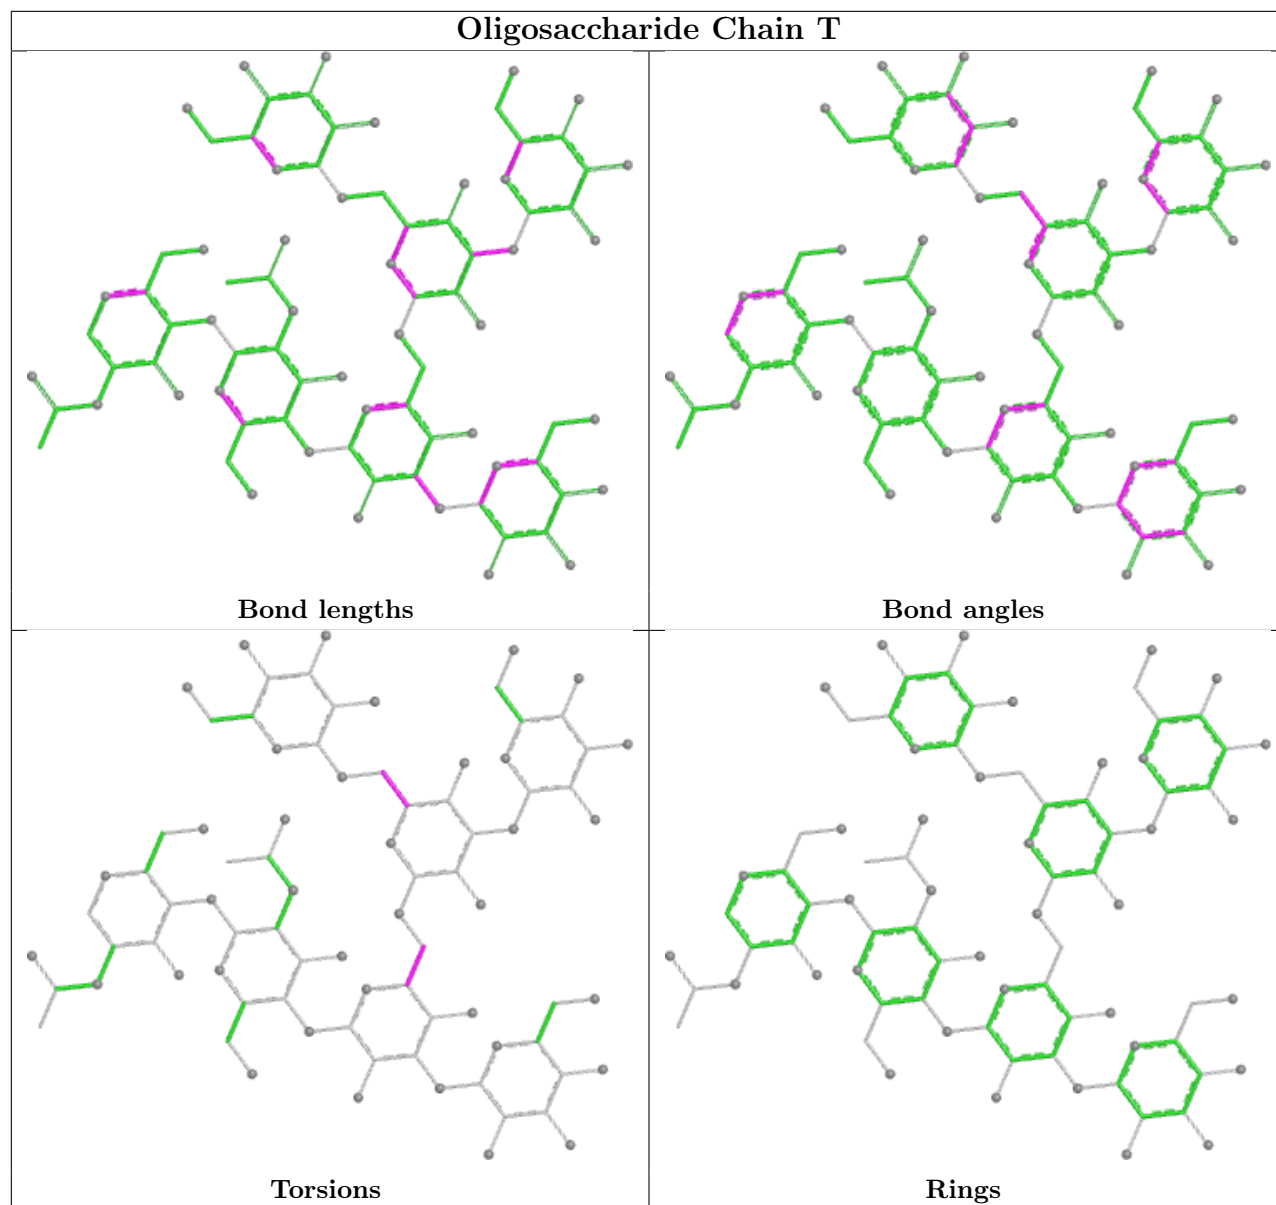 Oligosaccharide Chain T
Bond lengths
Bond angles
Torsions
Rings